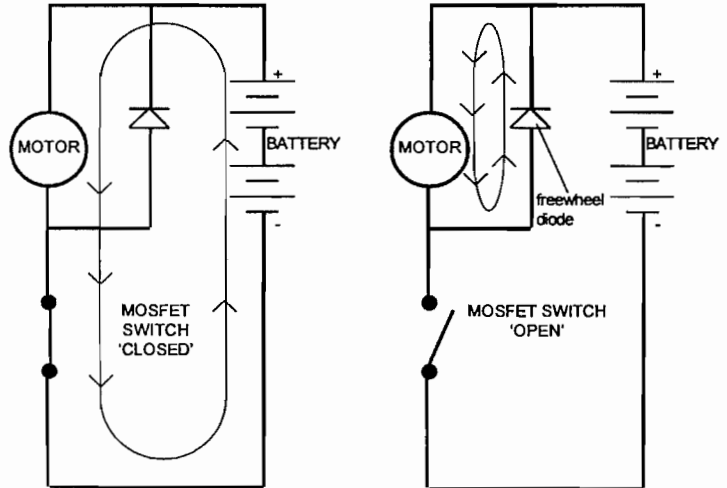 +
MOTOR
BATTERY
-
MOSFET
SWITCH
'CLOSED'
+
MOTOR
BATTERY
freewheel
diode
-
MOSFET SWITCH
'OPEN'